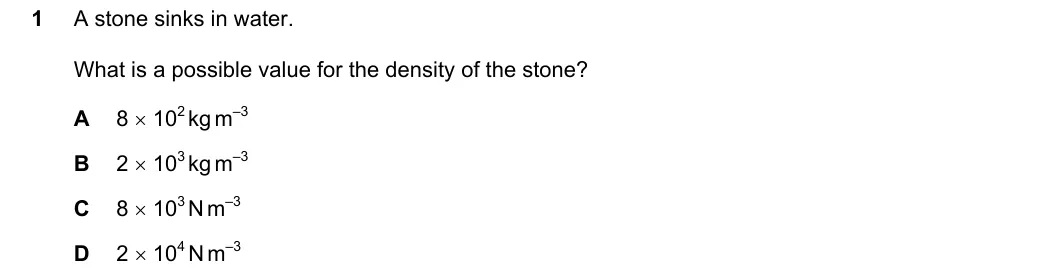 1 A stone sinks in water.
What is a possible value for the density of the stone?
A 8 × 10² kg m⁻³
B 2 × 10³ kg m⁻³
C 8 × 10³ N m⁻³
D 2 × 10⁴ N m⁻³